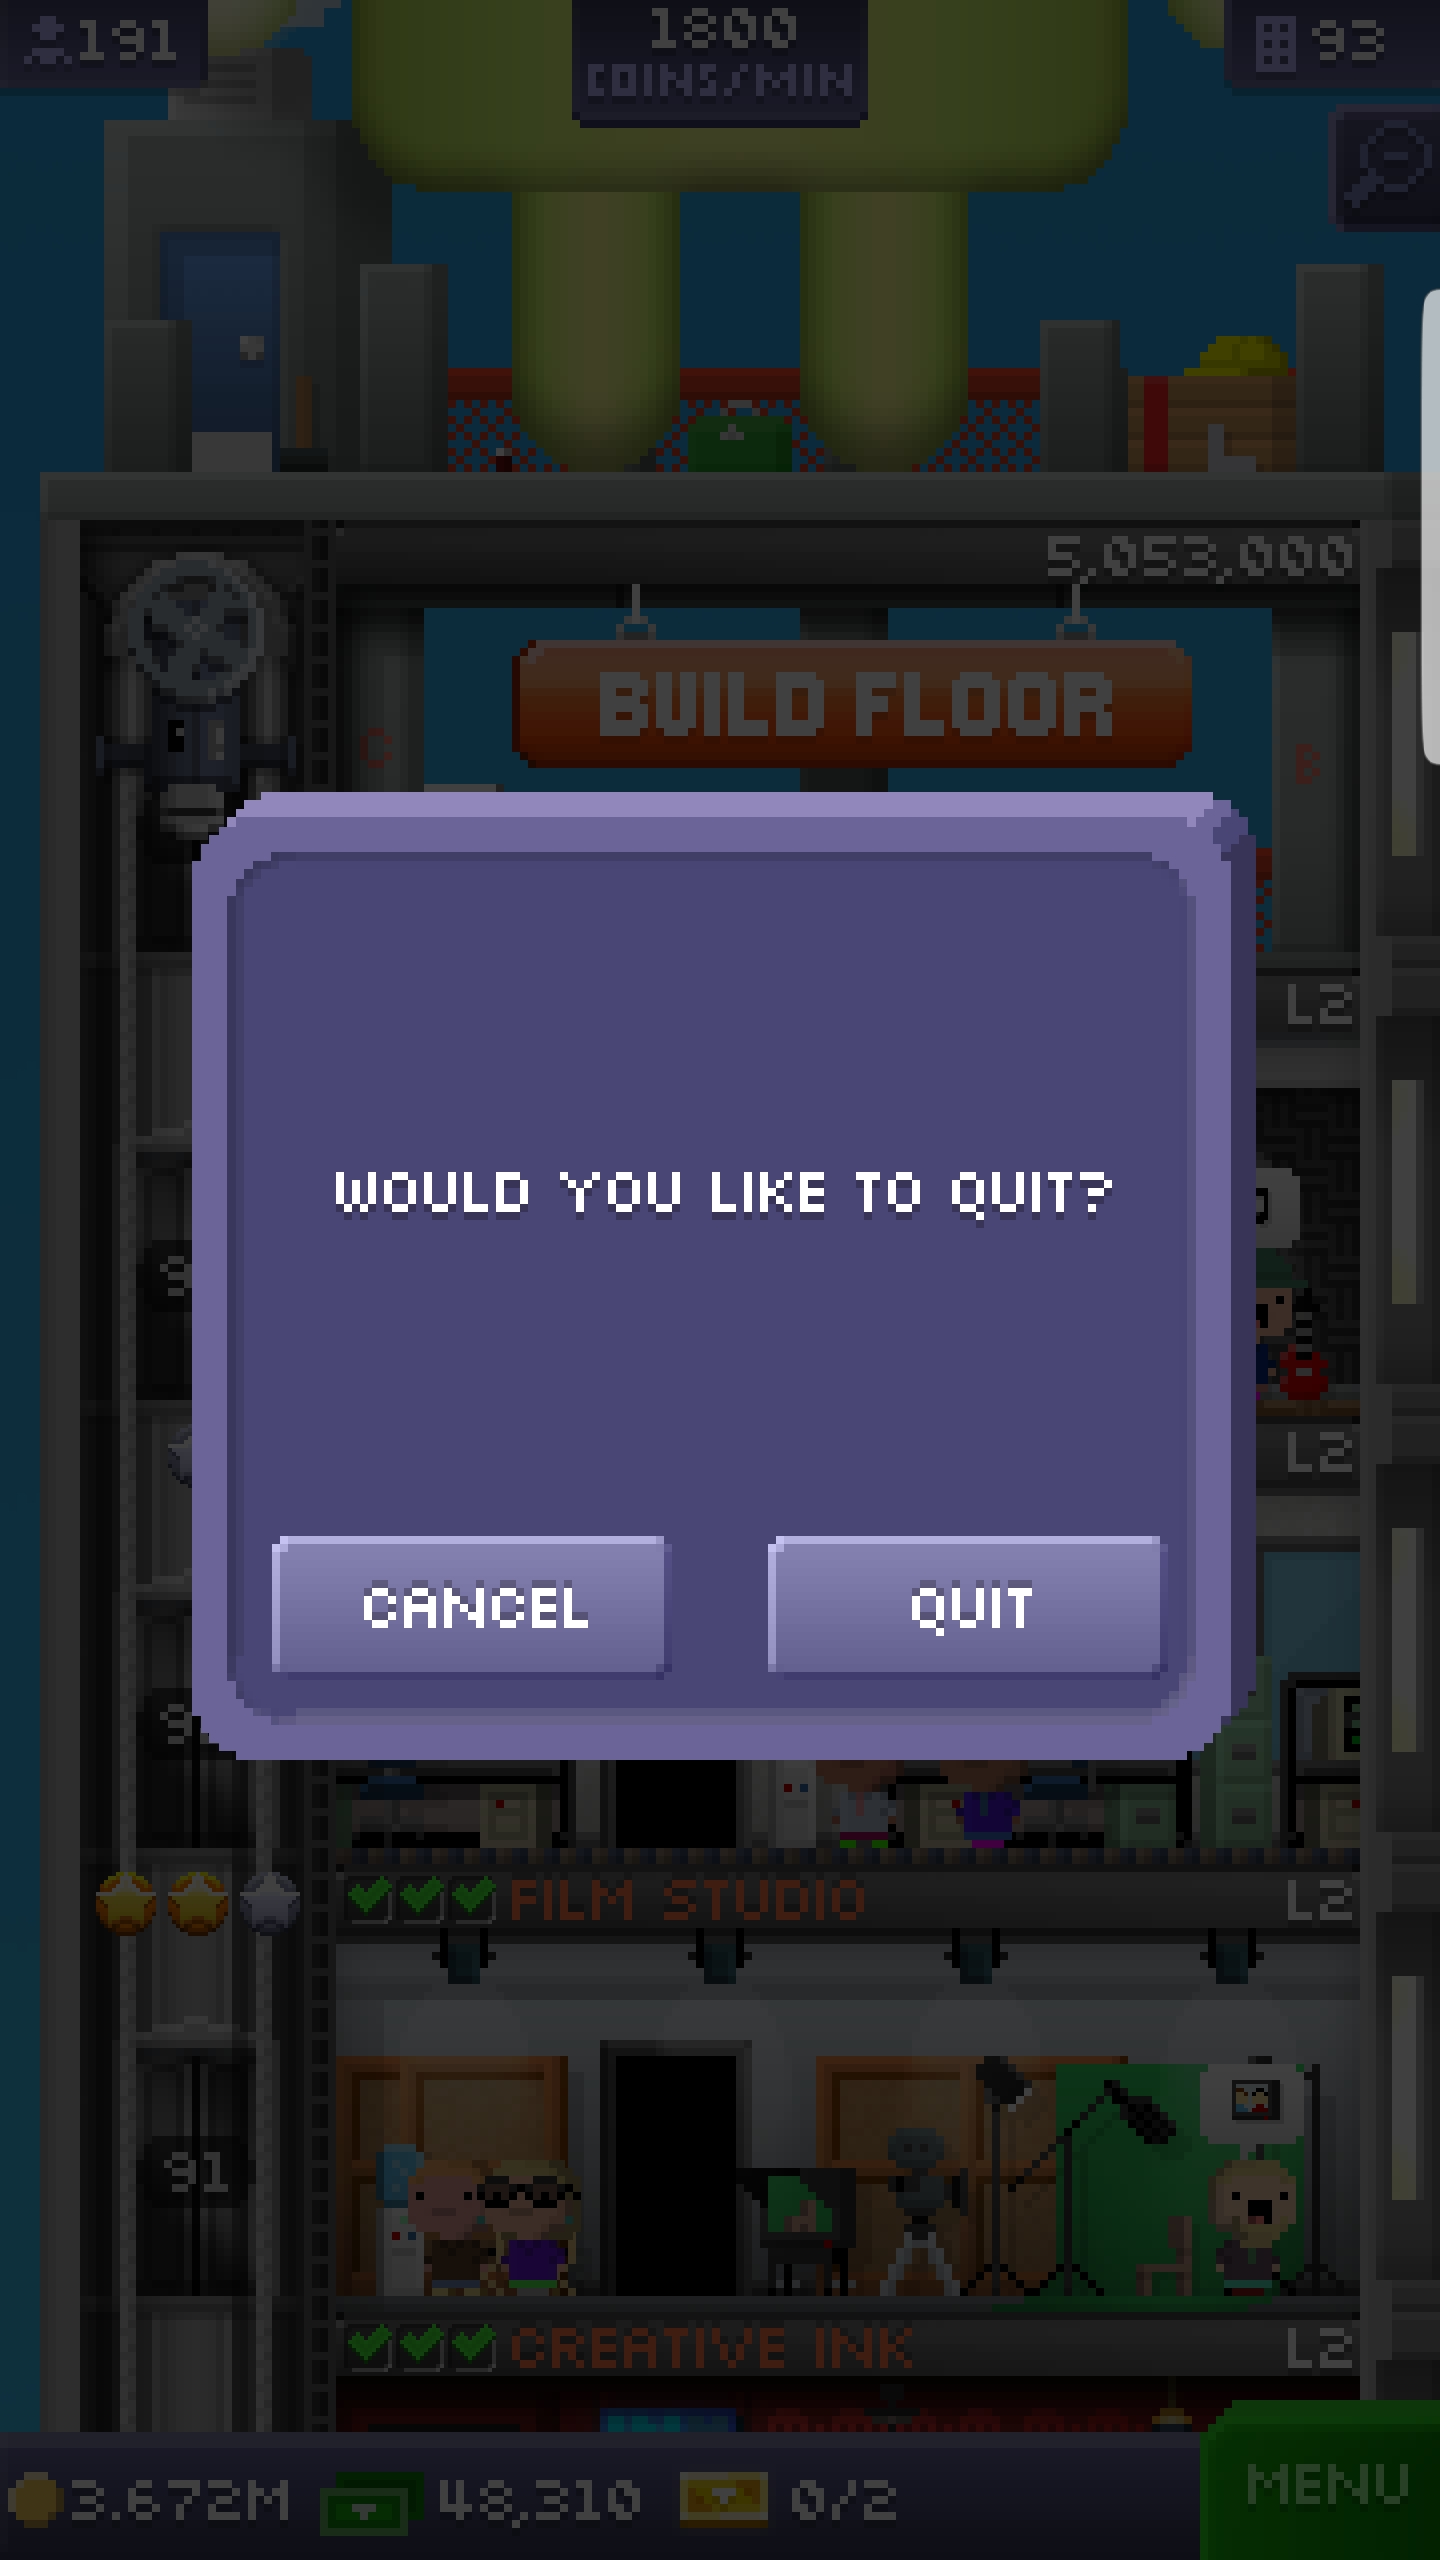 191
1800
COINS/MIN
93
5,053,000
BUILD FLOOR
C
B
L2
WOULD YOU LIKE TO QUIT?
L2
CANCEL
QUIT
FILM STUDIO
L2
91
CREATIVE INK
L2
3.672M
48,310
0/2
MENU